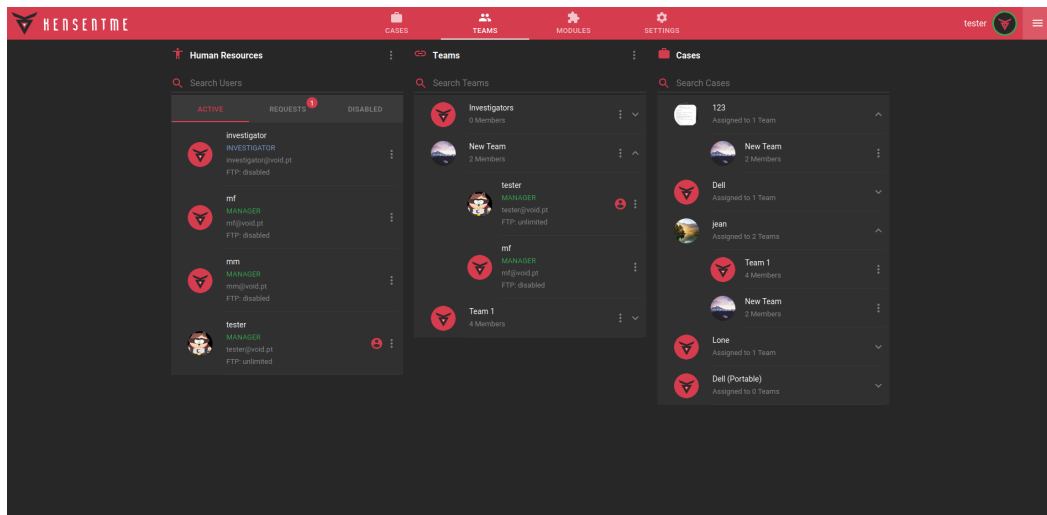 HENSENTME
CASES
TEAMS
MODULES
SETTINGS
tester
Human Resources
Search Users
ACTIVE
REQUESTS 1
DISABLED
investigator
INVESTIGATOR
investigator@void.pt
FTP: disabled
mf
MANAGER
mf@void.pt
FTP: disabled
mm
MANAGER
mm@void.pt
FTP: disabled
tester
MANAGER
tester@void.pt
FTP: unlimited
Teams
Search Teams
Investigators
0 Members
New Team
2 Members
tester
MANAGER
tester@void.pt
FTP: unlimited
mf
MANAGER
mf@void.pt
FTP: disabled
Team 1
4 Members
Cases
Search Cases
123
Assigned to 1 Team
New Team
2 Members
Dell
Assigned to 1 Team
jean
Assigned to 2 Teams
Team 1
4 Members
New Team
2 Members
Lone
Assigned to 1 Team
Dell (Portable)
Assigned to 0 Teams